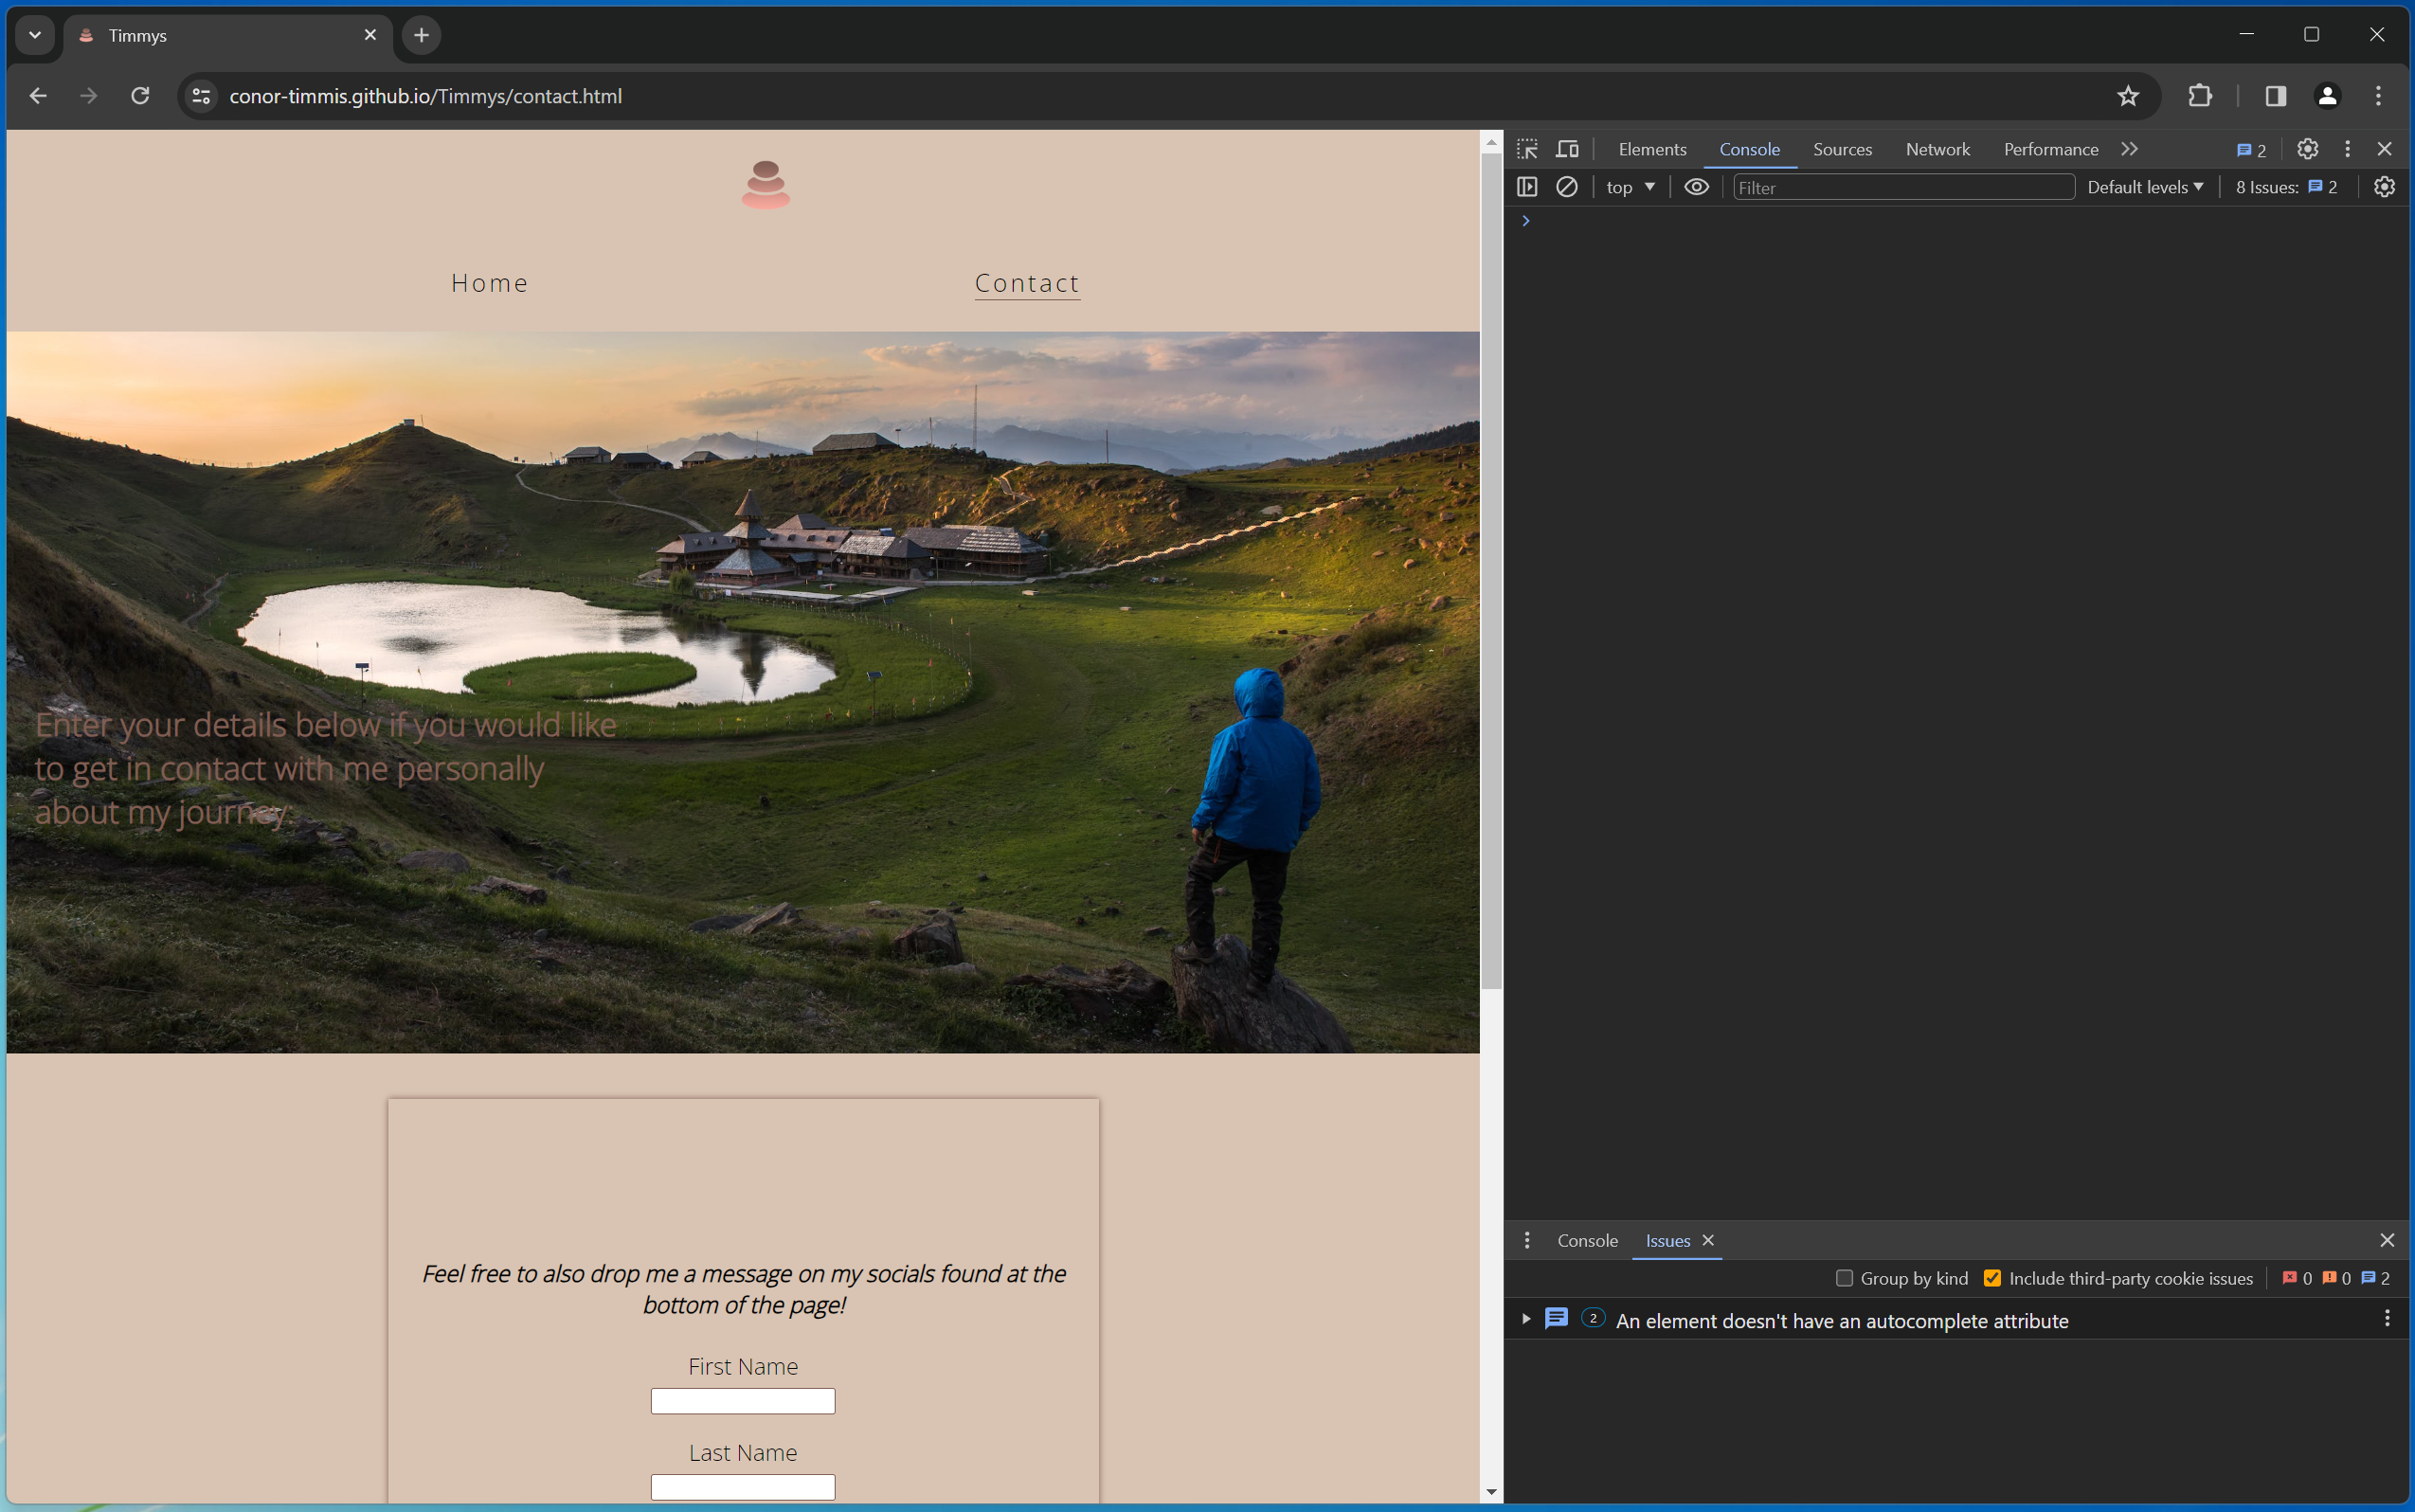 Timmys
conor-timmis.github.io/Timmys/contact.html
Home
Contact
Enter your details below if you would like
to get in contact with me personally
about my journey:
Feel free to also drop me a message on my socials found at the
bottom of the page!
First Name
Last Name
Elements Console Sources Network Performance 2
top Filter Default levels 8 Issues: 2
Console Issues
Group by kind Include third-party cookie issues 0 0 2
2 An element doesn't have an autocomplete attribute